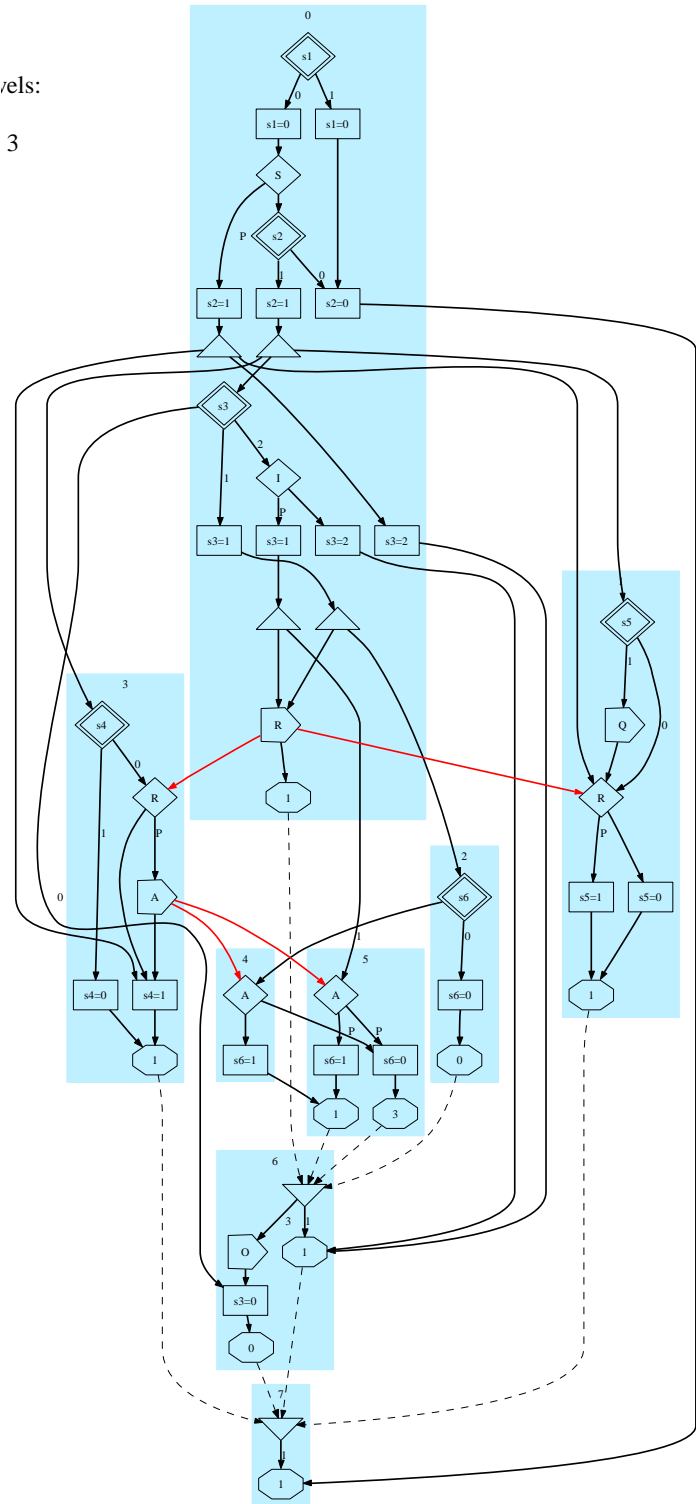 0
s1
vels:
0 1
s1=0 s1=0
3
S
P s2
1 0
s2=1 s2=1 s2=0
s3
2
1 I
P
s3=1 s3=1 s3=2 s3=2
s5
1
3
s4 R Q 0
0
R R
1 P P
2
0 A s6 s5=1 s5=0
1 0
4 5
s4=0 s4=1 A A s6=0 1
P P
1 s6=1 s6=1 s6=0 0
1 3
6
3 1
O 1
s3=0
0
7
1
1